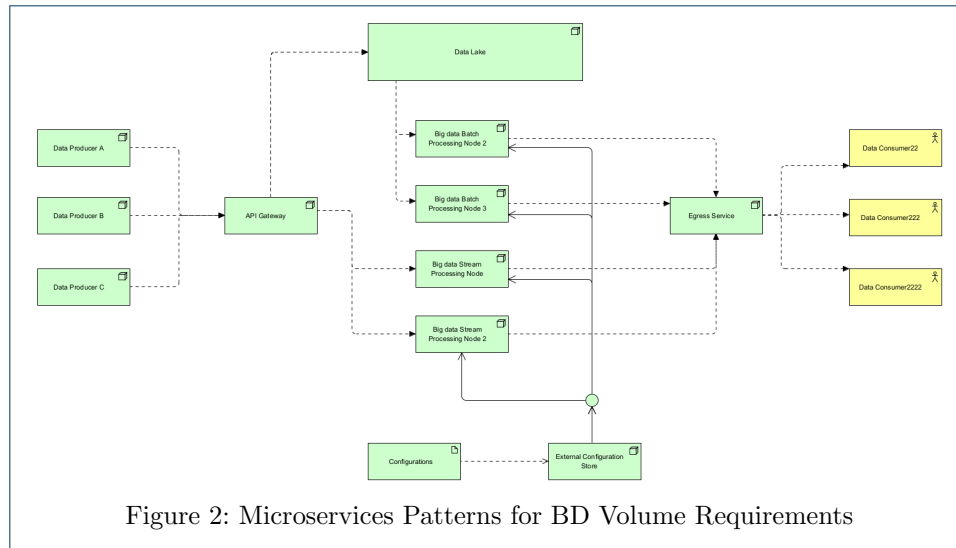 Data Lake
Big data Batch
Processing Node 2
Data Producer A
Data Consumer22
Big data Batch
Processing Node 3
Data Producer B
API Gateway
Egress Service
Data Consumer222
Big data Stream
Processing Node
Data Producer C
Data Consumer2222
Big data Stream
Processing Node 2
Configurations
External Configuration
Store
Figure 2: Microservices Patterns for BD Volume Requirements